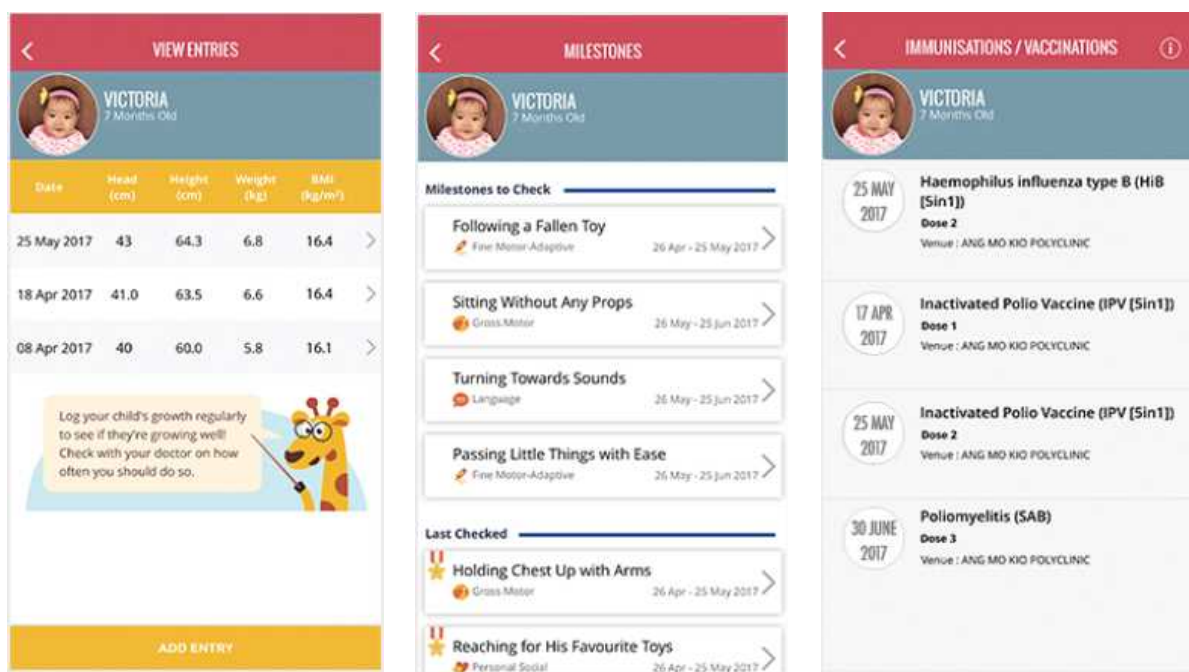 VIEW ENTRIES
VICTORIA
7 Months Old
Date Head (cm) Height (cm) Weight (kg) BMI (kg/m²)
25 May 2017 43 64.3 6.8 16.4
18 Apr 2017 41.0 63.5 6.6 16.4
08 Apr 2017 40 60.0 5.8 16.1
Log your child's growth regularly
to see if they're growing well!
Check with your doctor on how
often you should do so.
ADD ENTRY
MILESTONES
VICTORIA
7 Months Old
Milestones to Check
Following a Fallen Toy
Fine Motor-Adaptive 26 Apr - 25 May 2017
Sitting Without Any Props
Gross Motor 26 May - 25 Jun 2017
Turning Towards Sounds
Language 26 May - 25 Jun 2017
Passing Little Things with Ease
Fine Motor-Adaptive 26 May - 25 Jun 2017
Last Checked
Holding Chest Up with Arms
Gross Motor 26 Apr - 25 May 2017
Reaching for His Favourite Toys
Personal Social 26 Apr - 25 May 2017
IMMUNISATIONS / VACCINATIONS
VICTORIA
7 Months Old
25 MAY
2017
Haemophilus influenza type B (HiB
[5in1])
Dose 2
Venue : ANG MO KIO POLYCLINIC
17 APR
2017
Inactivated Polio Vaccine (IPV [5in1])
Dose 1
Venue : ANG MO KIO POLYCLINIC
25 MAY
2017
Inactivated Polio Vaccine (IPV [5in1])
Dose 2
Venue : ANG MO KIO POLYCLINIC
30 JUNE
2017
Poliomyelitis (SAB)
Dose 3
Venue : ANG MO KIO POLYCLINIC